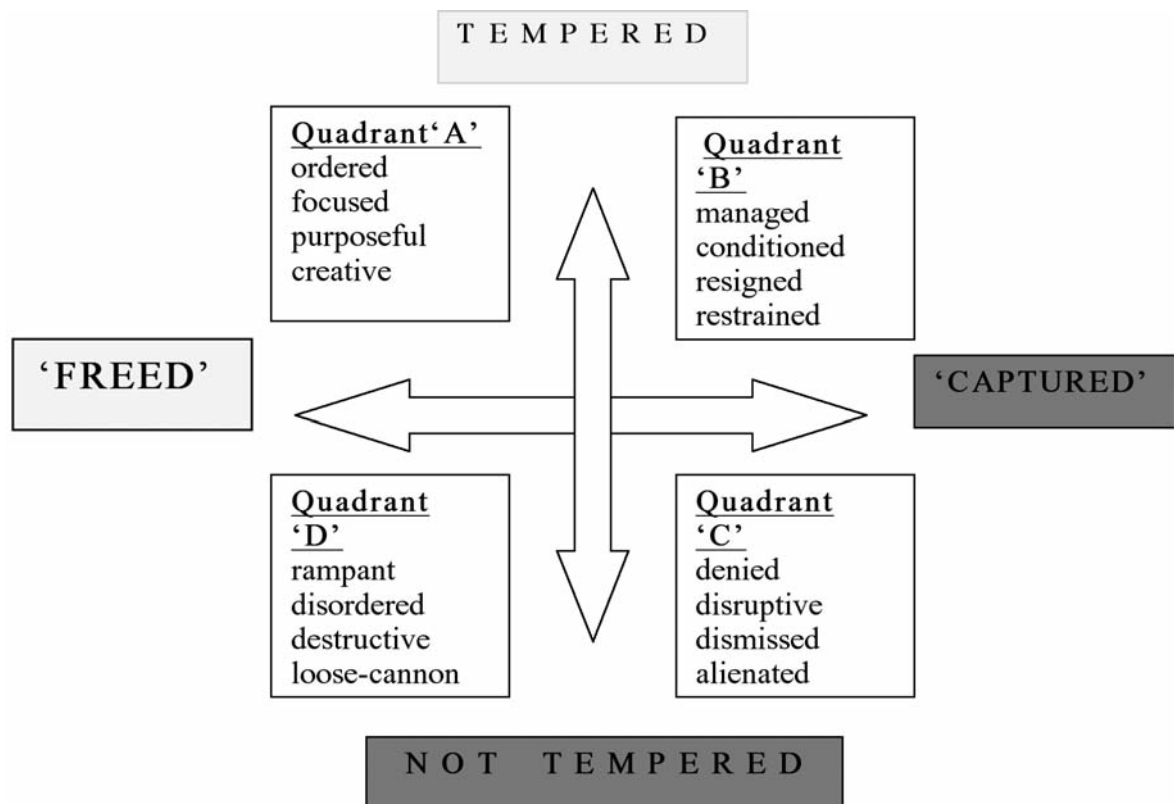 TEMPERED
Quadrant‘A’
ordered
focused
purposeful
creative
Quadrant
‘B’
managed
conditioned
resigned
restrained
‘FREED’
‘CAPTURED’
Quadrant
‘D’
rampant
disordered
destructive
loose-cannon
Quadrant
‘C’
denied
disruptive
dismissed
alienated
NOT TEMPERED